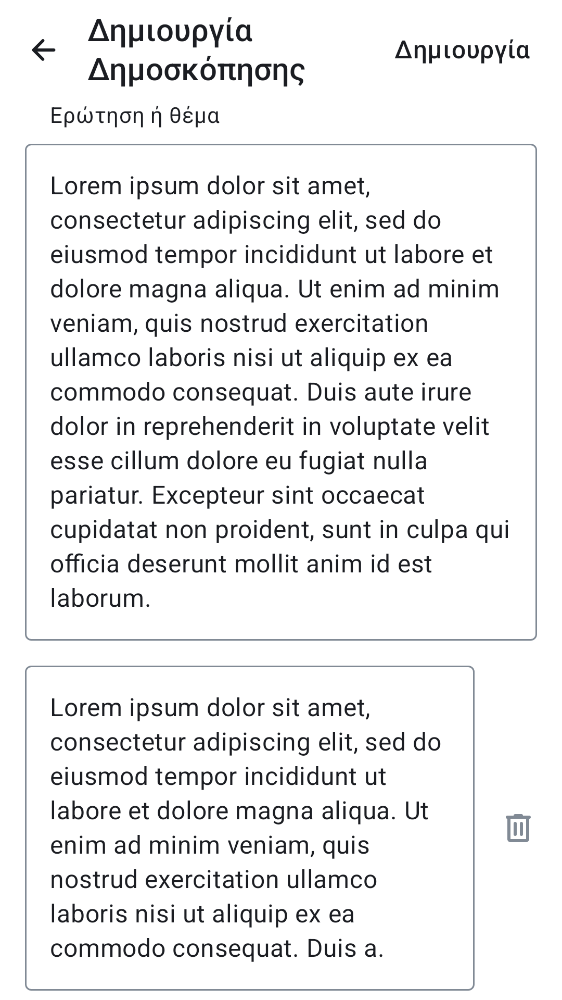 Δημιουργία
Δημοσκόπησης
Δημιουργία
Ερώτηση ή θέμα
Lorem ipsum dolor sit amet,
consectetur adipiscing elit, sed do
eiusmod tempor incididunt ut labore et
dolore magna aliqua. Ut enim ad minim
veniam, quis nostrud exercitation
ullamco laboris nisi ut aliquip ex ea
commodo consequat. Duis aute irure
dolor in reprehenderit in voluptate velit
esse cillum dolore eu fugiat nulla
pariatur. Excepteur sint occaecat
cupidatat non proident, sunt in culpa qui
officia deserunt mollit anim id est
laborum.
Lorem ipsum dolor sit amet,
consectetur adipiscing elit, sed do
eiusmod tempor incididunt ut
labore et dolore magna aliqua. Ut
enim ad minim veniam, quis
nostrud exercitation ullamco
laboris nisi ut aliquip ex ea
commodo consequat. Duis a.